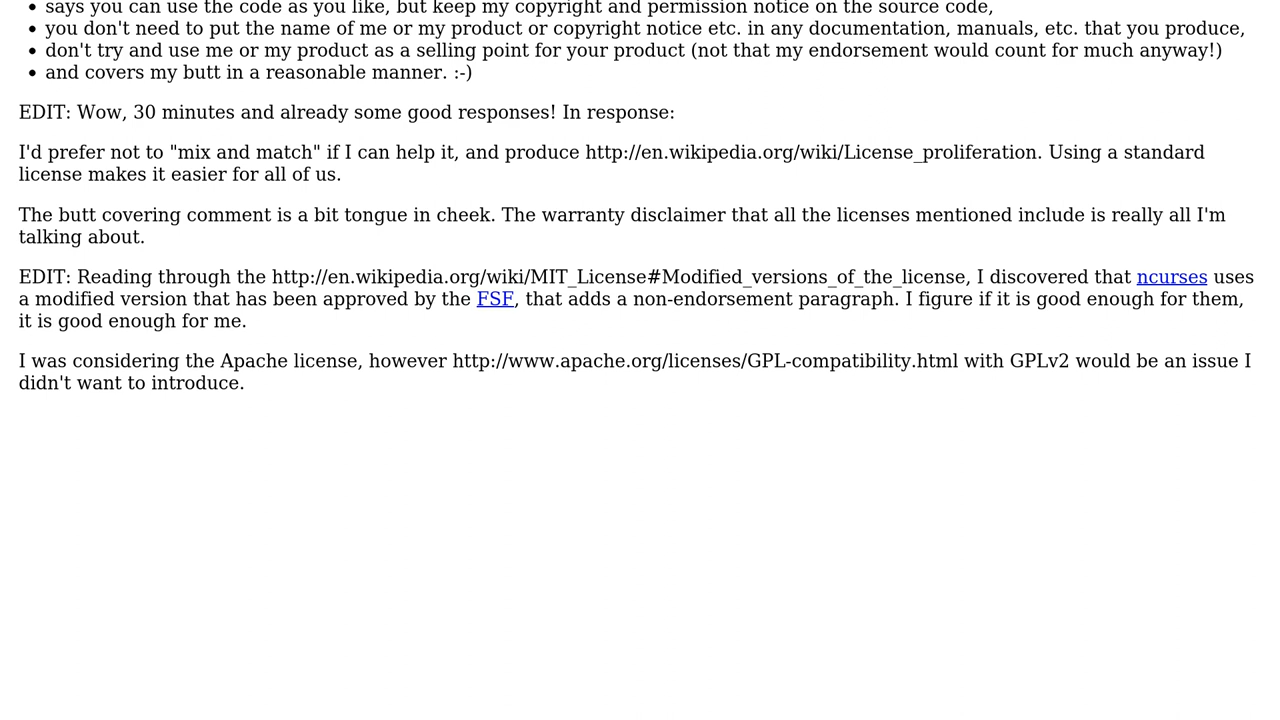 says you can use the code as you like, but keep my copyright and permission notice on the source code,
you don't need to put the name of me or my product or copyright notice etc. in any documentation, manuals, etc. that you produce,
don't try and use me or my product as a selling point for your product (not that my endorsement would count for much anyway!)
and covers my butt in a reasonable manner. :-)
EDIT: Wow, 30 minutes and already some good responses! In response:
I'd prefer not to "mix and match" if I can help it, and produce http://en.wikipedia.org/wiki/License_proliferation. Using a standard
license makes it easier for all of us.
The butt covering comment is a bit tongue in cheek. The warranty disclaimer that all the licenses mentioned include is really all I'm
talking about.
EDIT: Reading through the http://en.wikipedia.org/wiki/MIT_License#Modified_versions_of_the_license, I discovered that ncurses uses
a modified version that has been approved by the FSF, that adds a non-endorsement paragraph. I figure if it is good enough for them,
it is good enough for me.
I was considering the Apache license, however http://www.apache.org/licenses/GPL-compatibility.html with GPLv2 would be an issue I
didn't want to introduce.